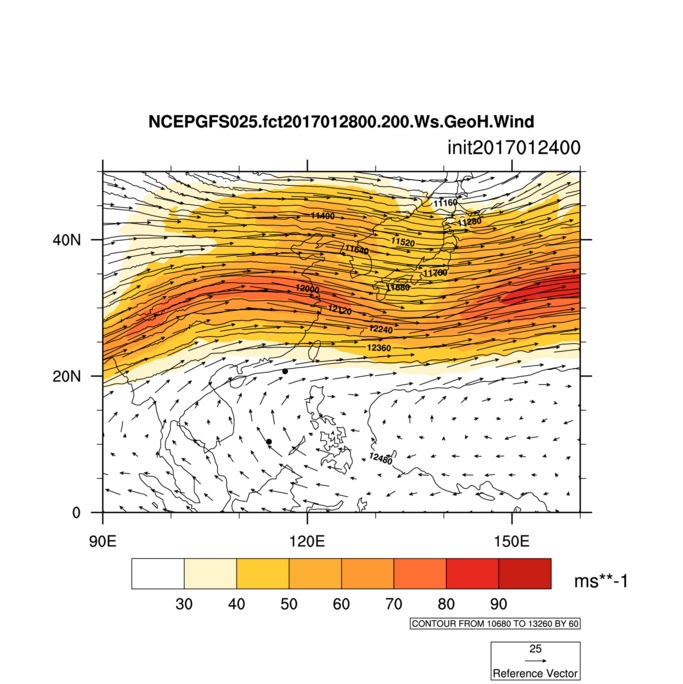 NCEPGFS025.fct2017012800.200.Ws.GeoH.Wind
init2017012400
11160
11400
11280
11520
11640
11760
12000
11880
12120
12240
12360
12480
40N
20N
0
90E 120E 150E
30 40 50 60 70 80 90
ms**-1
CONTOUR FROM 10680 TO 13260 BY 60
25
Reference Vector